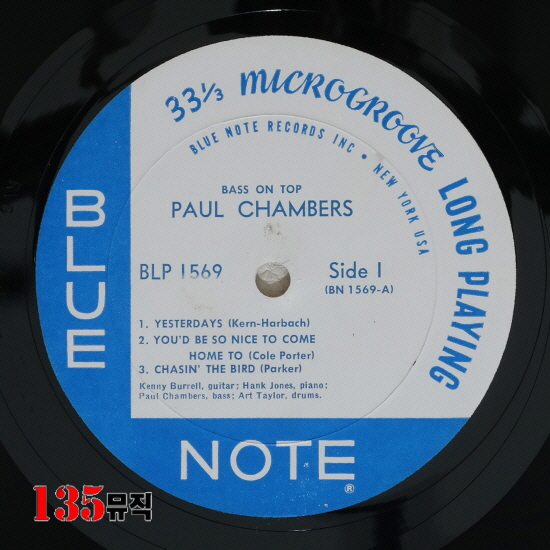 33⅓ MICROGROOVE LONG PLAYING
BLUE NOTE RECORDS INC • NEW YORK USA
BASS ON TOP
PAUL CHAMBERS
BLP 1569
Side 1
(BN 1569-A)
1. YESTERDAYS (Kern-Harbach)
2. YOU'D BE SO NICE TO COME
HOME TO (Cole Porter)
3. CHASIN' THE BIRD (Parker)
Kenny Burrell, guitar; Hank Jones, piano;
Paul Chambers, bass; Art Taylor, drums.
BLUE
NOTE®
135뮤직